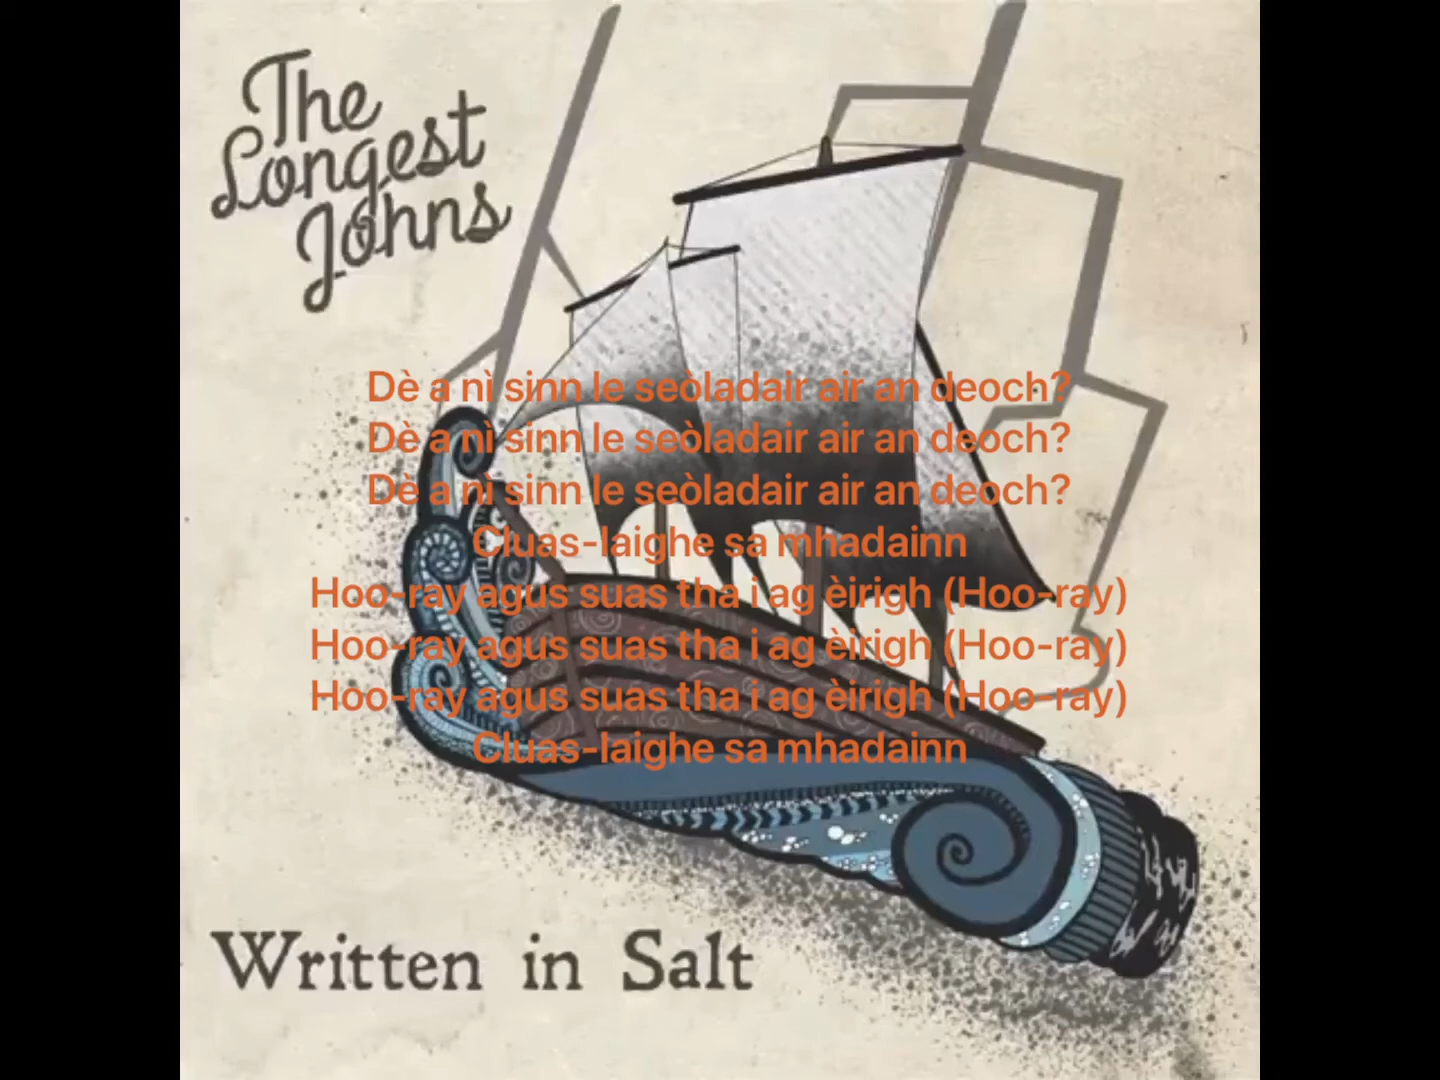 The
Longest
Johns
Dè a nì sinn le seòladair air an deoch?
Dè a nì sinn le seòladair air an deoch?
Dè a nì sinn le seòladair air an deoch?
Cluas-laighe sa mhadainn
Hoo-ray agus suas tha i ag èirigh (Hoo-ray)
Hoo-ray agus suas tha i ag èirigh (Hoo-ray)
Hoo-ray agus suas tha i ag èirigh (Hoo-ray)
Cluas-laighe sa mhadainn
Written in Salt